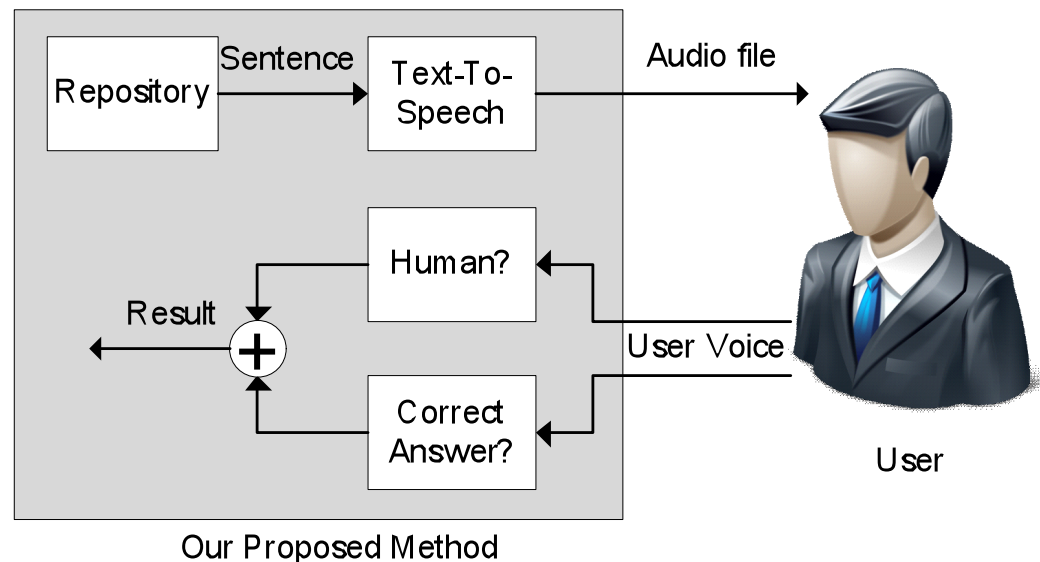 Repository
Sentence
Text-To-
Speech
Audio file
Human?
Result
+
User Voice
Correct
Answer?
User
Our Proposed Method